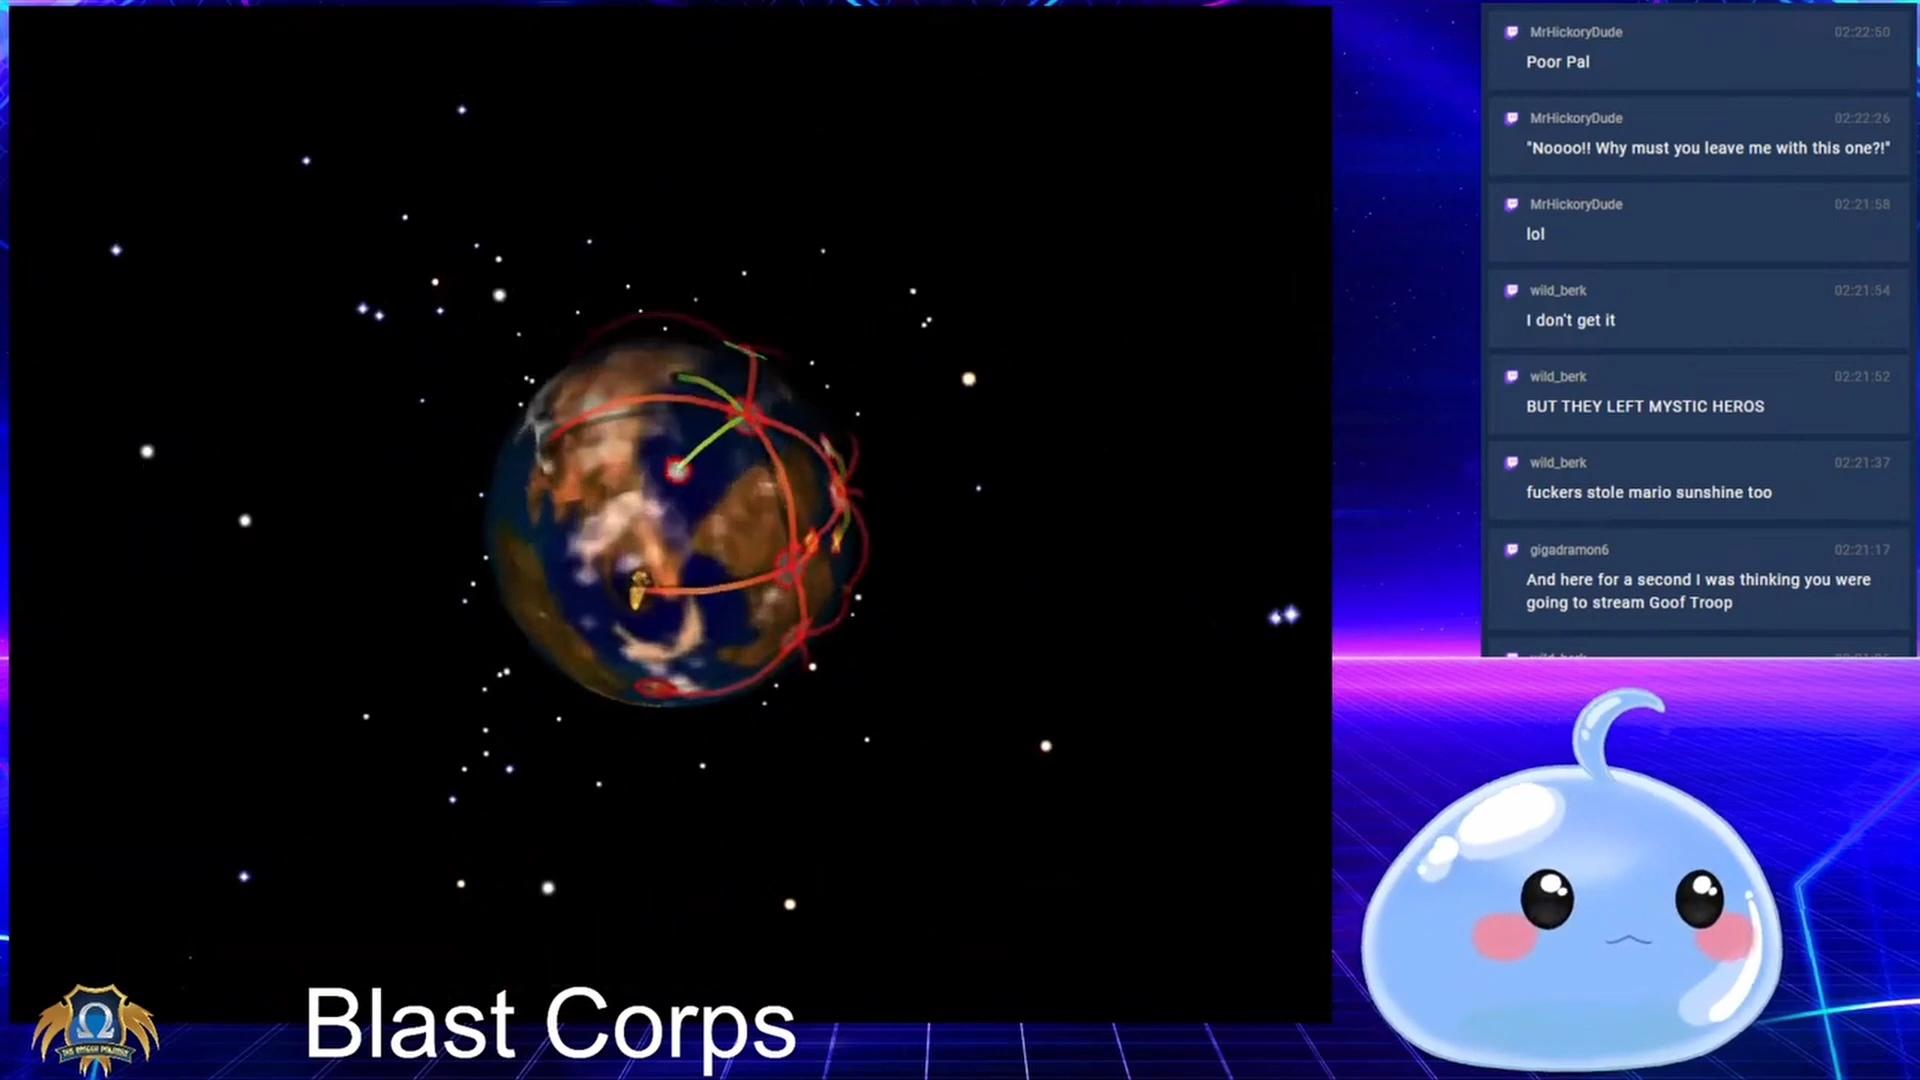 MrHickoryDude 02:22:50
Poor Pal
MrHickoryDude 02:22:26
"Noooo!! Why must you leave me with this one?!"
MrHickoryDude 02:21:58
lol
wild_berk 02:21:54
I don't get it
wild_berk 02:21:52
BUT THEY LEFT MYSTIC HEROS
wild_berk 02:21:37
fuckers stole mario sunshine too
gigadramon6 02:21:17
And here for a second I was thinking you were
going to stream Goof Troop
Blast Corps